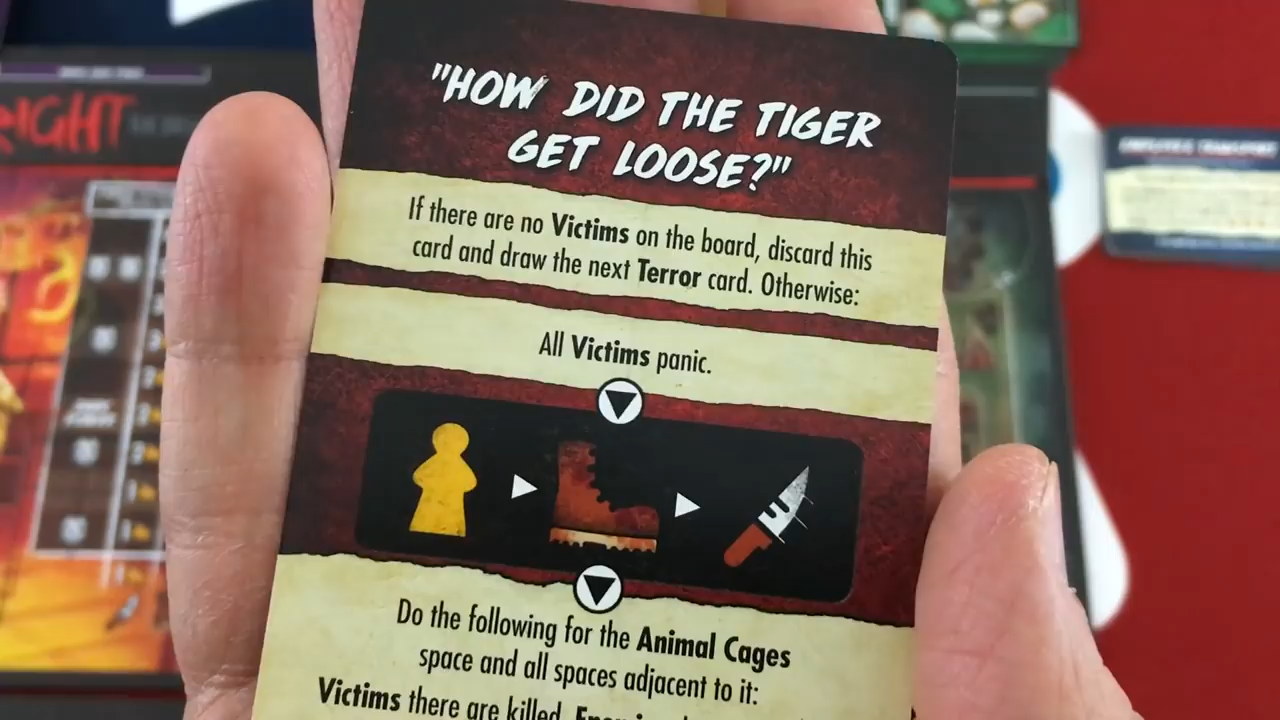 "HOW DID THE TIGER
GET LOOSE?"
If there are no Victims on the board, discard this
card and draw the next Terror card. Otherwise:
All Victims panic.
Do the following for the Animal Cages
space and all spaces adjacent to it:
Victims there are killed.